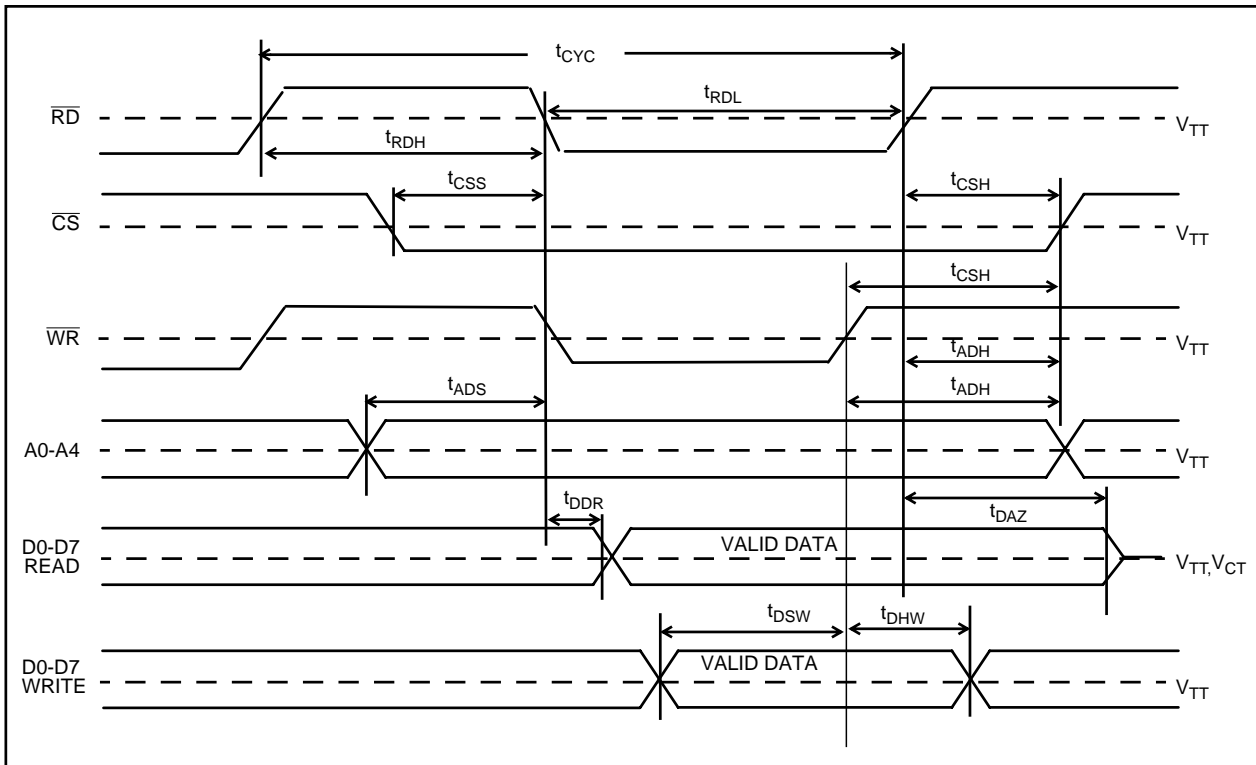 tCYC
tRDL
RD
VTT
tRDH
tCSS
tCSH
CS
VTT
tCSH
WR
VTT
tADH
tADS
tADH
A0-A4
VTT
tDDR
tDAZ
D0-D7
READ
VALID DATA
VTT,VCT
tDSW
tDHW
D0-D7
WRITE
VALID DATA
VTT